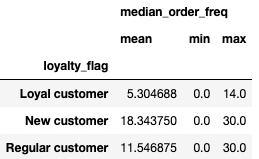 median_order_freq
mean min max
loyalty_flag
Loyal customer 5.304688 0.0 14.0
New customer 18.343750 0.0 30.0
Regular customer 11.546875 0.0 30.0